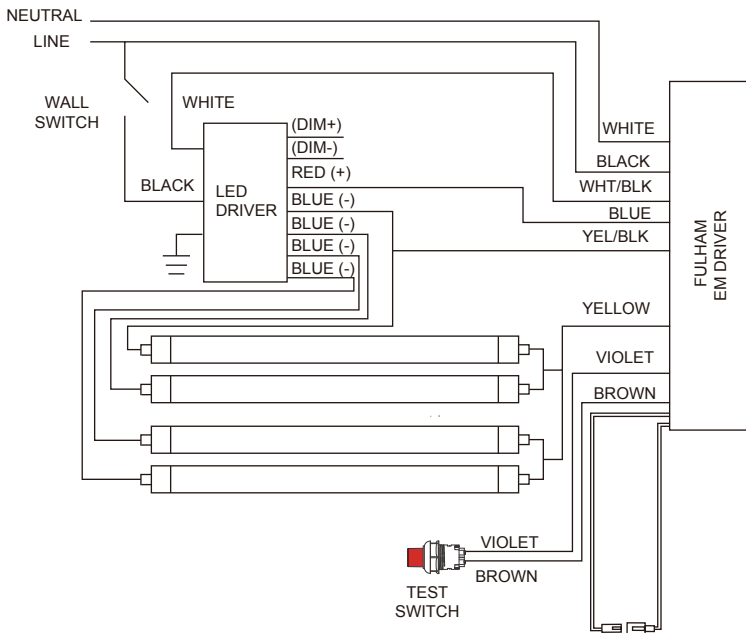 NEUTRAL
LINE
WALL
SWITCH
WHITE
BLACK
LED
DRIVER
(DIM+)
(DIM-)
RED (+)
BLUE (-)
BLUE (-)
BLUE (-)
BLUE (-)
WHITE
BLACK
WHT/BLK
BLUE
YEL/BLK
YELLOW
VIOLET
BROWN
FULHAM
EM DRIVER
VIOLET
BROWN
TEST
SWITCH